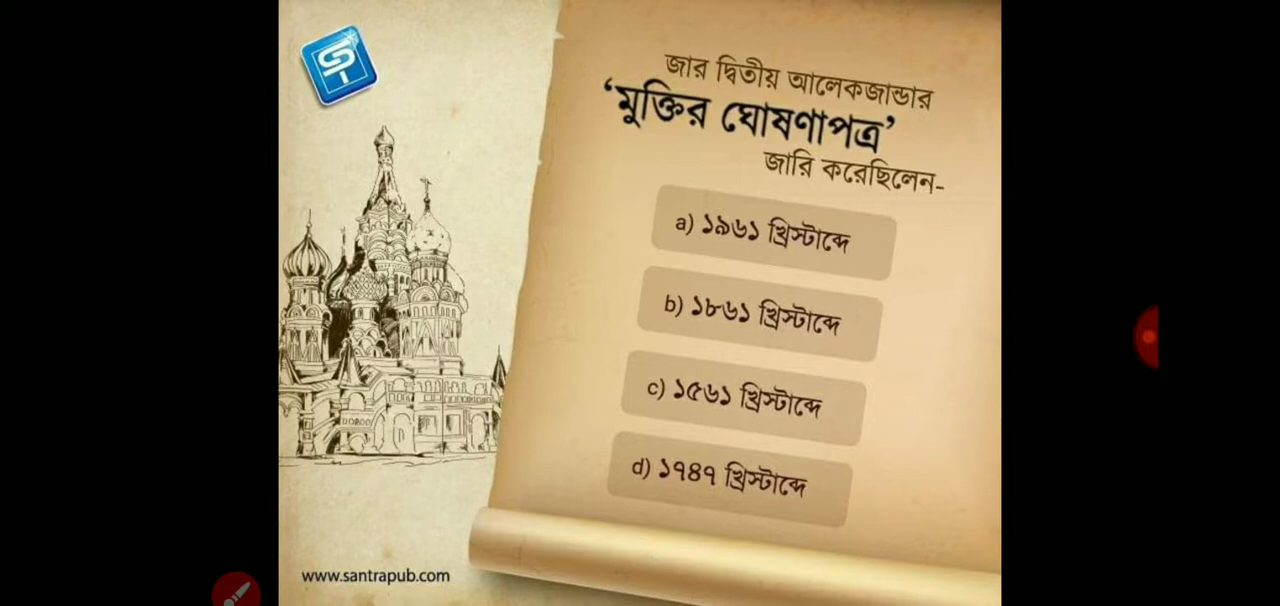 জার দ্বিতীয় আলেকজান্ডার
‘মুক্তির ঘোষণাপত্র’
জারি করেছিলেন-
a) ১৯৬১ খ্রিস্টাব্দে
b) ১৮৬১ খ্রিস্টাব্দে
c) ১৫৬১ খ্রিস্টাব্দে
d) ১৭৪৭ খ্রিস্টাব্দে
www.santrapub.com